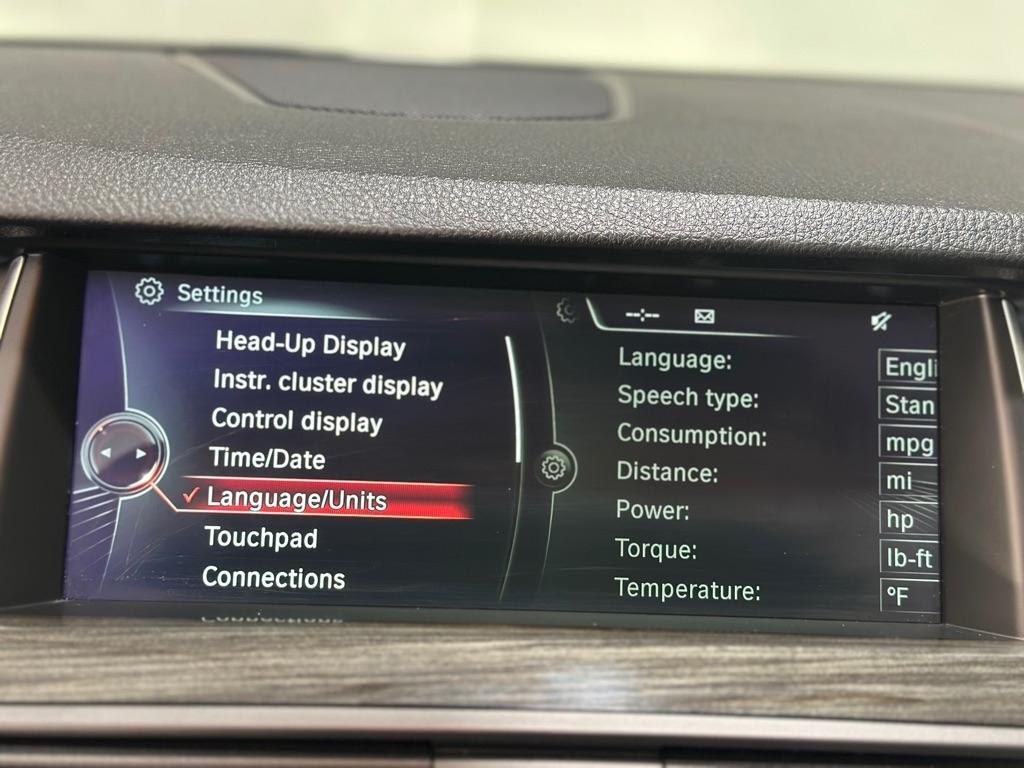 Settings
Head-Up Display
Instr. cluster display
Control display
Time/Date
Language/Units
Touchpad
Connections
--:--
Language: Engli
Speech type: Stan
Consumption: mpg
Distance: mi
Power: hp
Torque: lb-ft
Temperature: °F